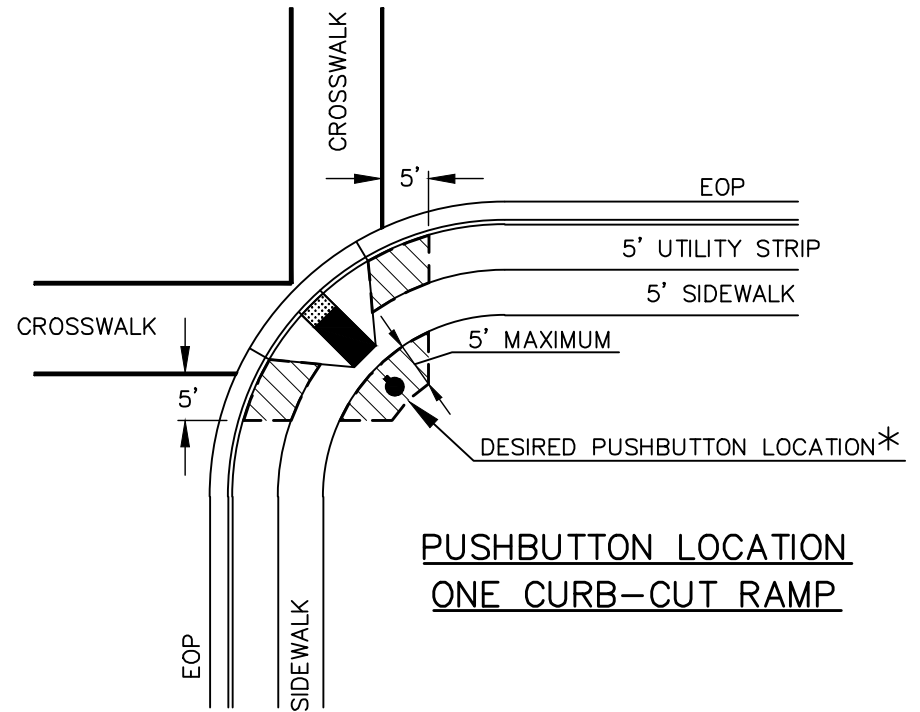 CROSSWALK
5'
EOP
5' UTILITY STRIP
5' SIDEWALK
CROSSWALK
5' MAXIMUM
5'
DESIRED PUSHBUTTON LOCATION*
PUSHBUTTON LOCATION
ONE CURB-CUT RAMP
EOP
SIDEWALK